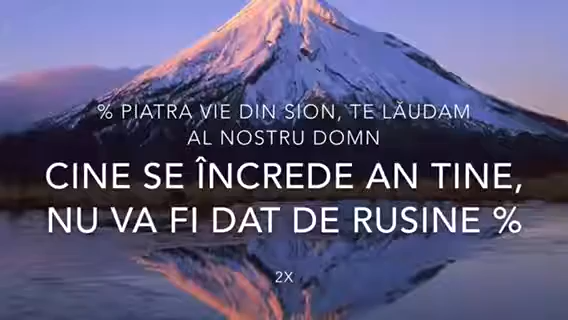 % PIATRA VIE DIN SION, TE LĂUDAM
AL NOSTRU DOMN
CINE SE ÎNCREDE AN TINE,
NU VA FI DAT DE RUSINE %
2X